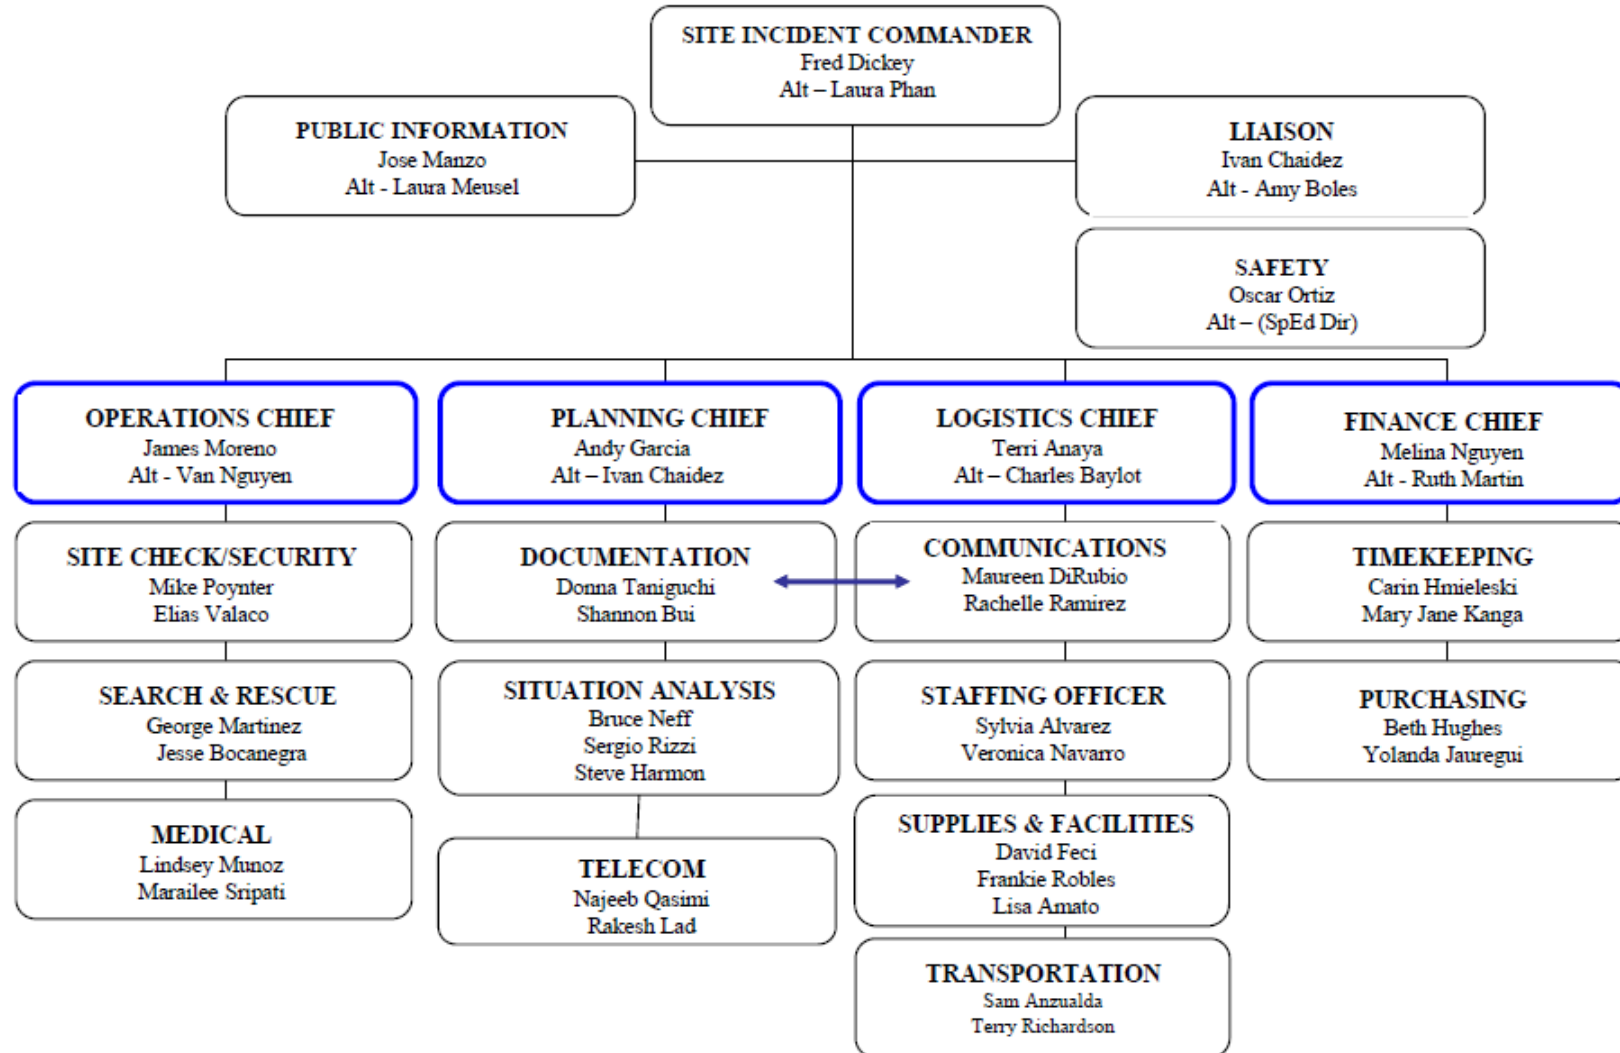 SITE INCIDENT COMMANDER
Fred Dickey
Alt – Laura Phan
PUBLIC INFORMATION
Jose Manzo
Alt - Laura Meusel
LIAISON
Ivan Chaidez
Alt - Amy Boles
SAFETY
Oscar Ortiz
Alt – (SpEd Dir)
OPERATIONS CHIEF
James Moreno
Alt - Van Nguyen
PLANNING CHIEF
Andy Garcia
Alt – Ivan Chaidez
LOGISTICS CHIEF
Terri Anaya
Alt – Charles Baylot
FINANCE CHIEF
Melina Nguyen
Alt - Ruth Martin
SITE CHECK/SECURITY
Mike Poynter
Elias Valaco
DOCUMENTATION
Donna Taniguchi
Shannon Bui
COMMUNICATIONS
Maureen DiRubio
Rachelle Ramirez
TIMEKEEPING
Carin Hmieleski
Mary Jane Kanga
SEARCH & RESCUE
George Martinez
Jesse Bocanegra
SITUATION ANALYSIS
Bruce Neff
Sergio Rizzi
Steve Harmon
STAFFING OFFICER
Sylvia Alvarez
Veronica Navarro
PURCHASING
Beth Hughes
Yolanda Jauregui
MEDICAL
Lindsey Munoz
Marailee Sripati
TELECOM
Najeeb Qasimi
Rakesh Lad
SUPPLIES & FACILITIES
David Feci
Frankie Robles
Lisa Amato
TRANSPORTATION
Sam Anzualda
Terry Richardson